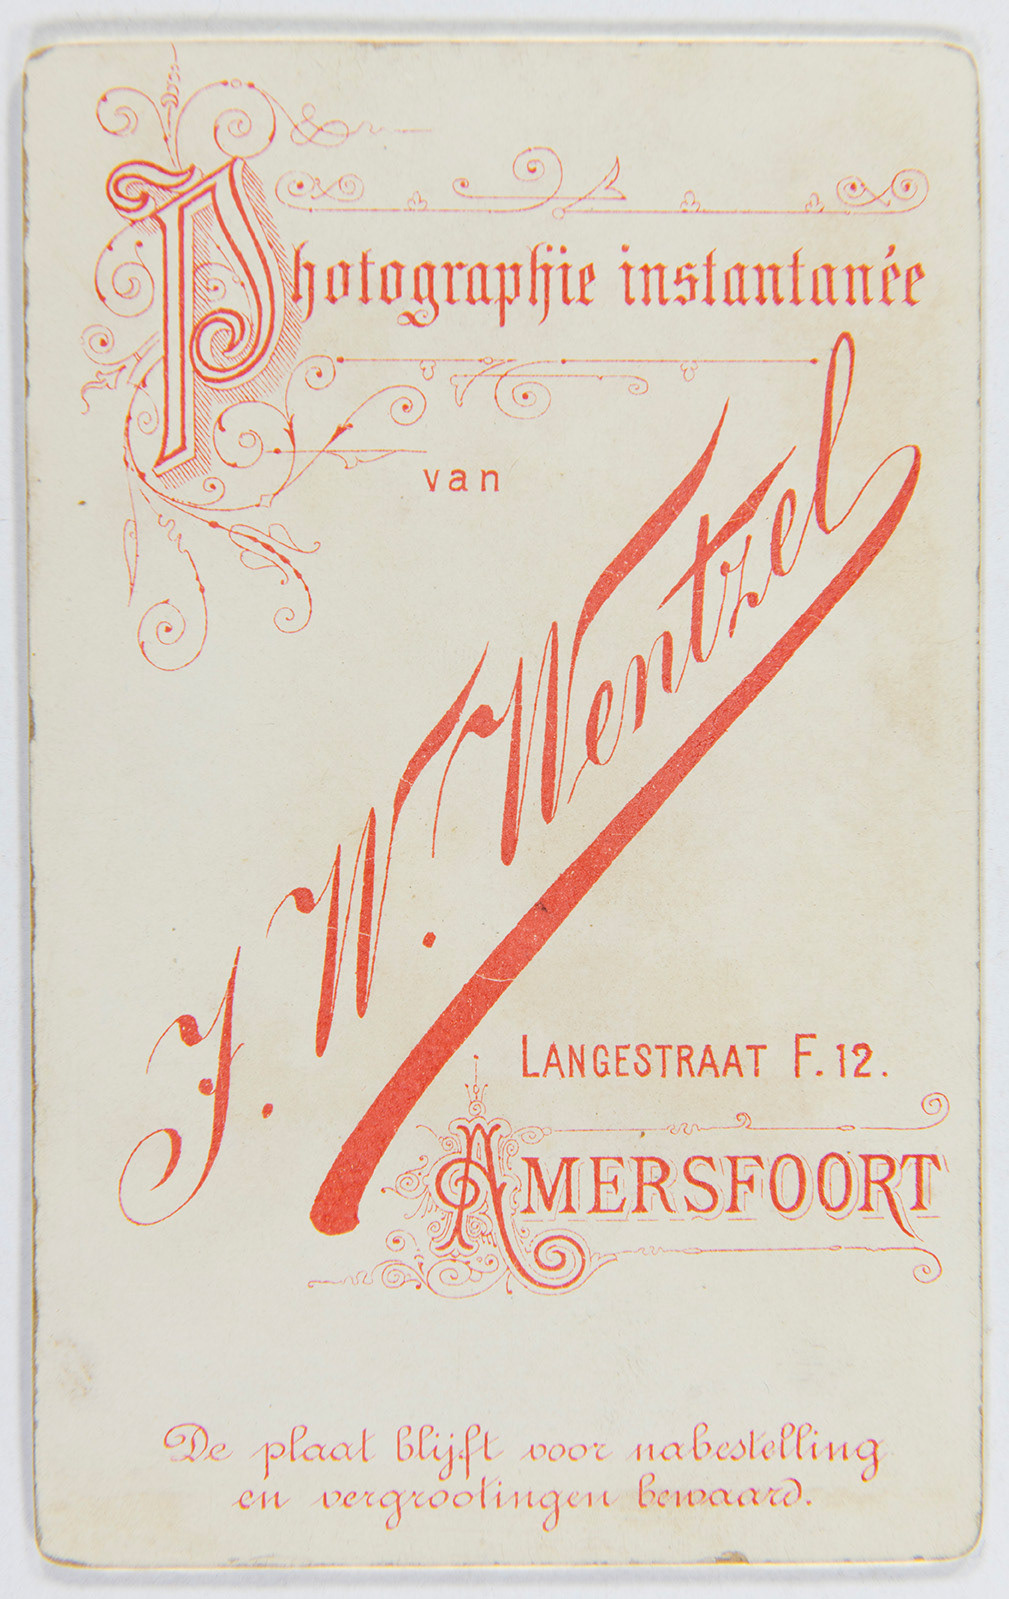 Photographie instantanée
van
J. W. Wentzel
LANGESTRAAT F. 12.
AMERSFOORT
De plaat blijft voor nabestelling
en vergrootingen bewaard.